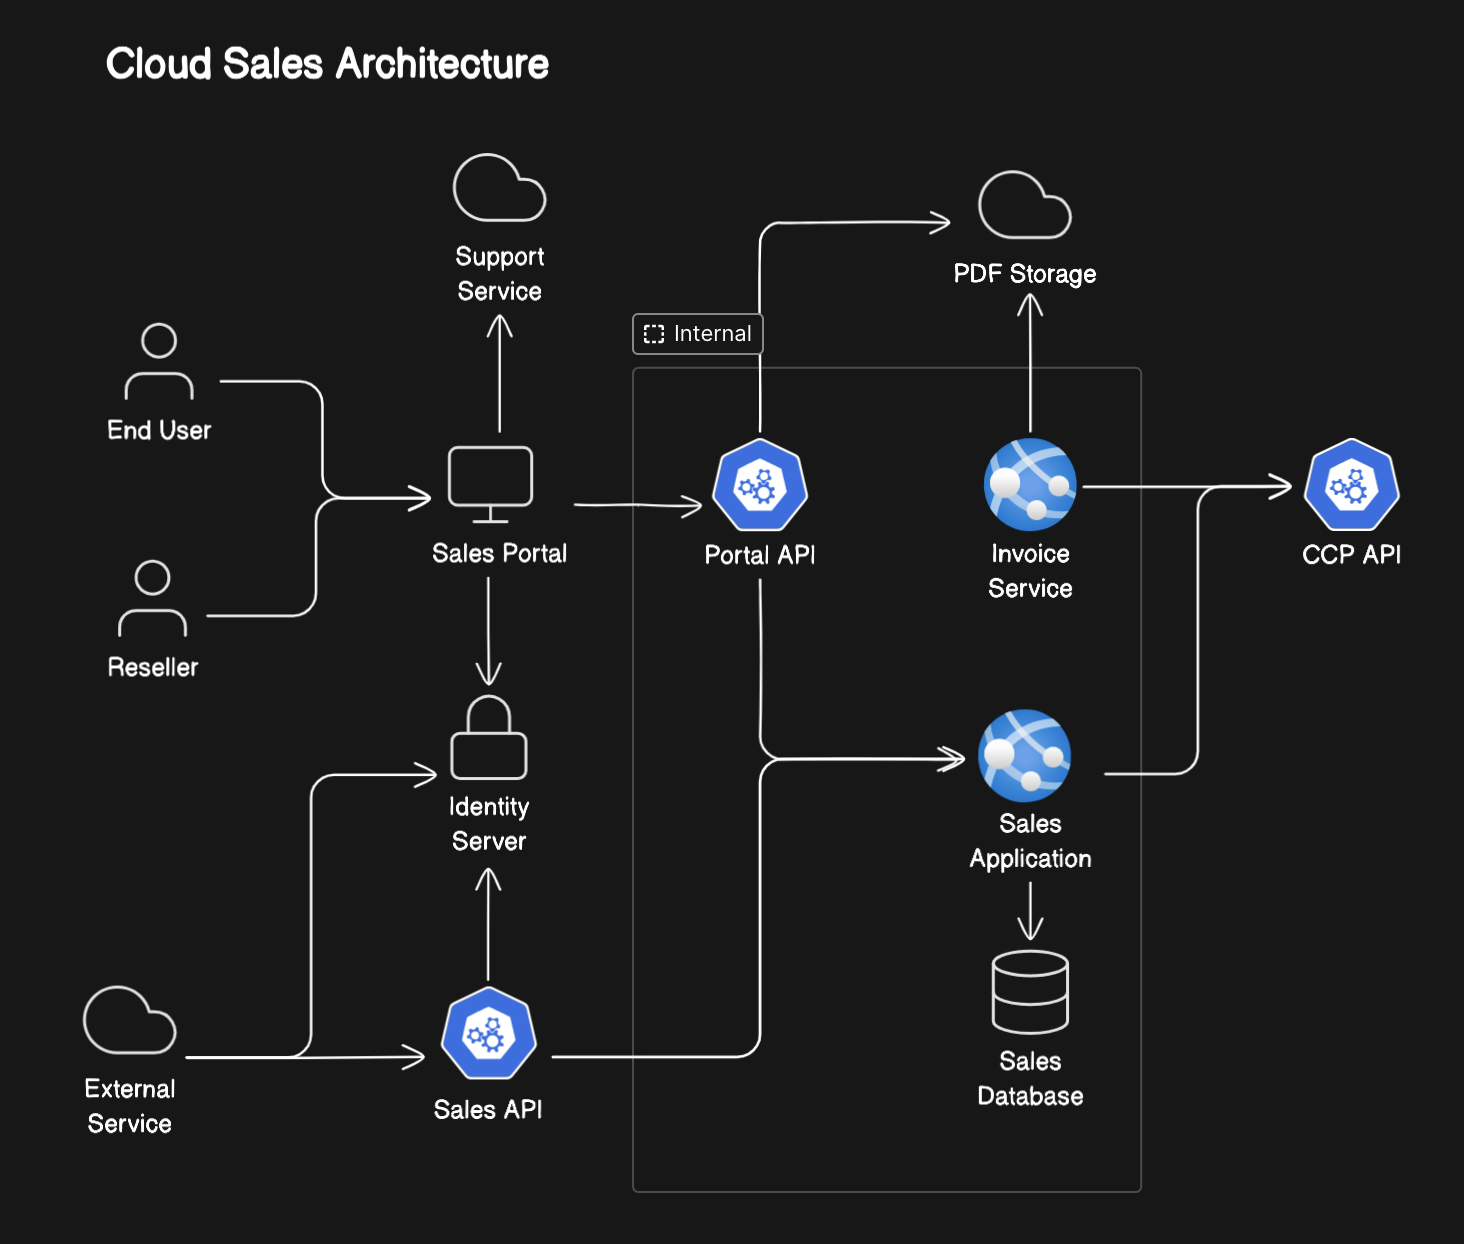 Cloud Sales Architecture
Support
Service
PDF Storage
Internal
End User
Sales Portal
Portal API
Invoice
Service
CCP API
Reseller
Identity
Server
Sales
Application
External
Service
Sales API
Sales
Database